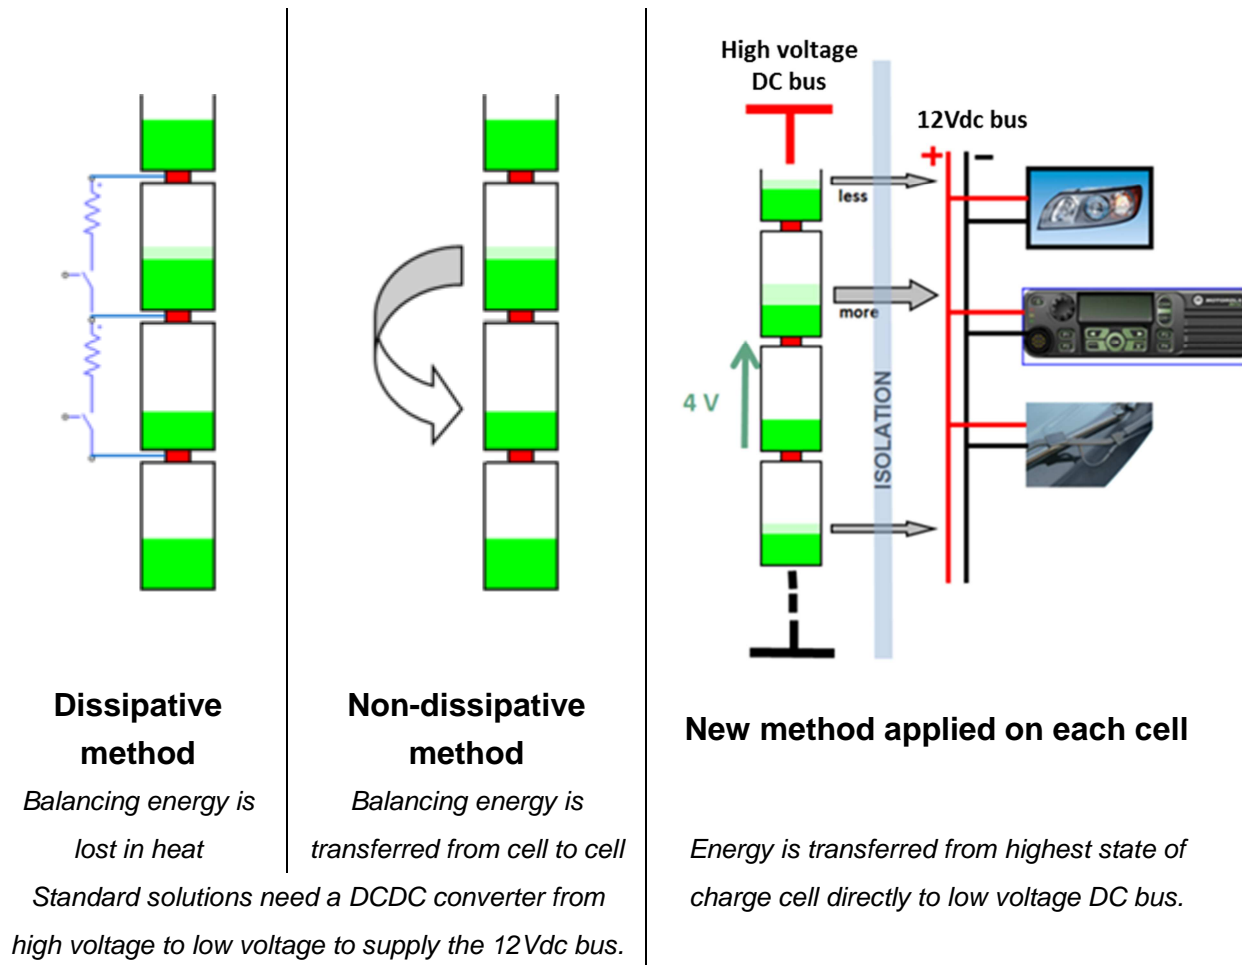 High voltage
DC bus
12Vdc bus
+ −
less
more
4 V
ISOLATION
MOTOROLA
Dissipative
method
Balancing energy is
lost in heat
Non-dissipative
method
Balancing energy is
transferred from cell to cell
Standard solutions need a DCDC converter from
high voltage to low voltage to supply the 12Vdc bus.
New method applied on each cell
Energy is transferred from highest state of
charge cell directly to low voltage DC bus.